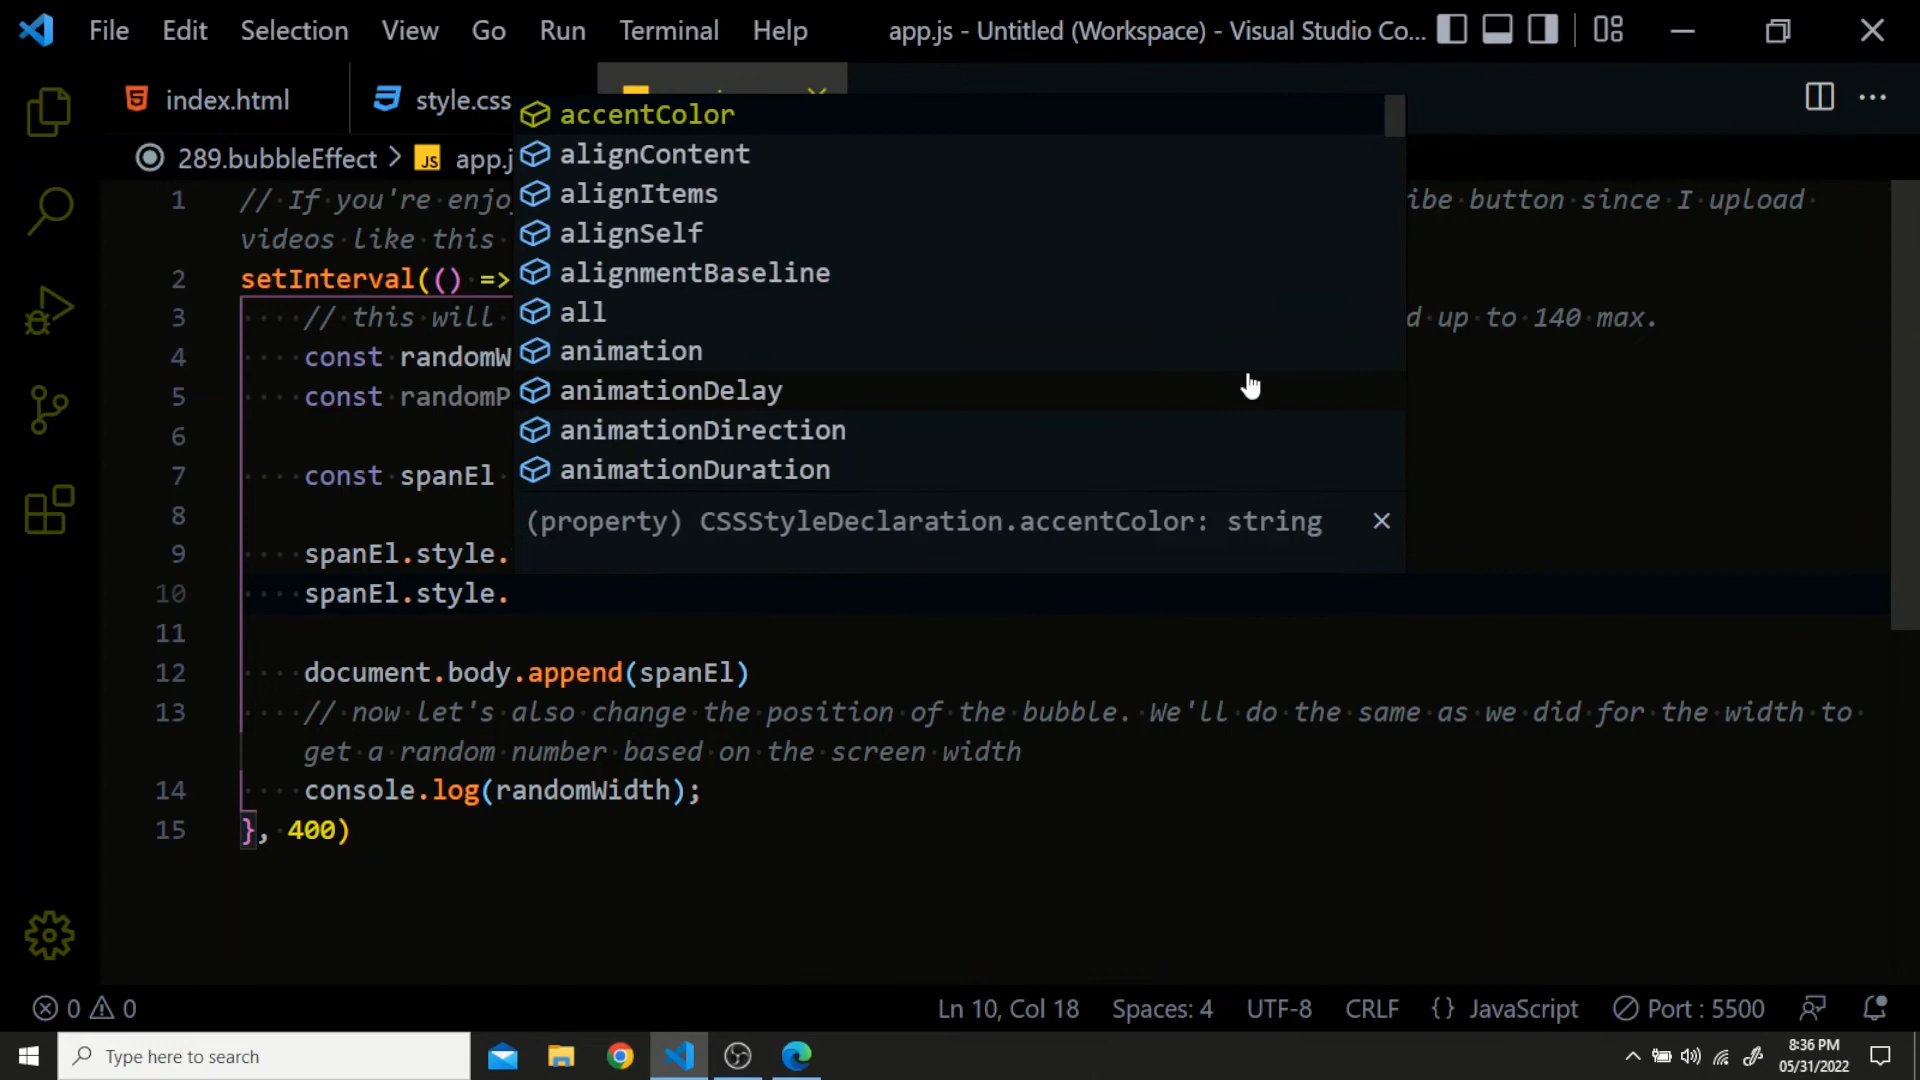 File Edit Selection View Go Run Terminal Help app.js - Untitled (Workspace) - Visual Studio Co...
index.html style.css
289.bubbleEffect > JS app.j
accentColor
alignContent
alignItems
alignSelf
alignmentBaseline
all
animation
animationDelay
animationDirection
animationDuration
(property) CSSStyleDeclaration.accentColor: string
1 // If you're enjo ibe button since I upload
videos like this
2 setInterval(() =>
3 // this will d up to 140 max.
4 const randomW
5 const randomP
6
7 const spanEl
8
9 spanEl.style.
10 spanEl.style.
11
12 document.body.append(spanEl)
13 // now let's also change the position of the bubble. We'll do the same as we did for the width to
get a random number based on the screen width
14 console.log(randomWidth);
15 }, 400)
0 0 Ln 10, Col 18 Spaces: 4 UTF-8 CRLF {} JavaScript Port : 5500
Type here to search
8:36 PM
05/31/2022